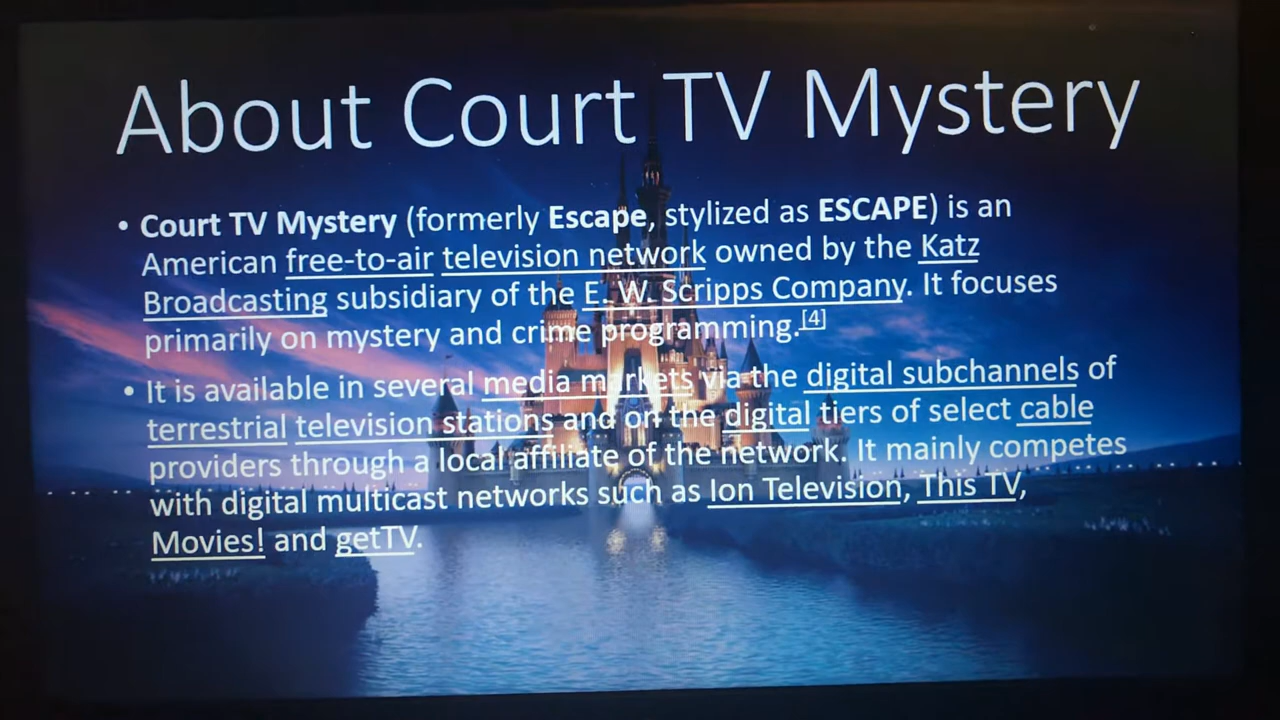 About Court TV Mystery
• Court TV Mystery (formerly Escape, stylized as ESCAPE) is an
American free-to-air television network owned by the Katz
Broadcasting subsidiary of the E. W. Scripps Company. It focuses
primarily on mystery and crime programming.[4]
• It is available in several media markets via the digital subchannels of
terrestrial television stations and on the digital tiers of select cable
providers through a local affiliate of the network. It mainly competes
with digital multicast networks such as Ion Television, This TV,
Movies! and getTV.